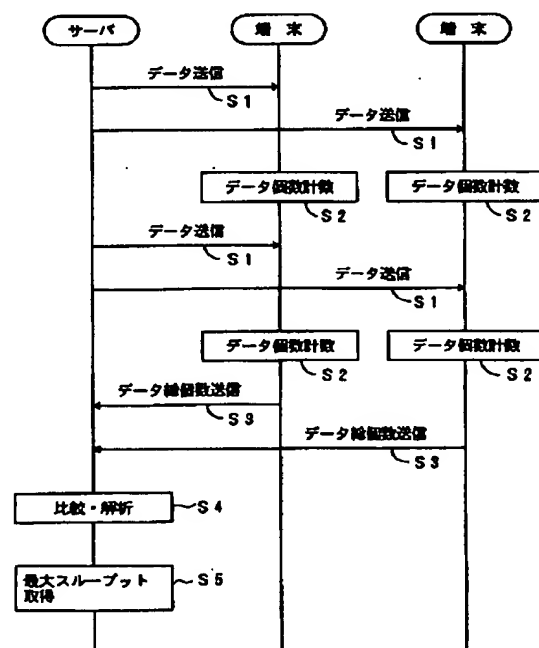 サーバ
端 末
端 末
データ送信
S1
データ送信
S1
データ個数計数
S2
データ個数計数
S2
データ送信
S1
データ送信
S1
データ個数計数
S2
データ個数計数
S2
データ総個数送信
S3
データ総個数送信
S3
比較・解析
S4
最大スループット
取得
S5